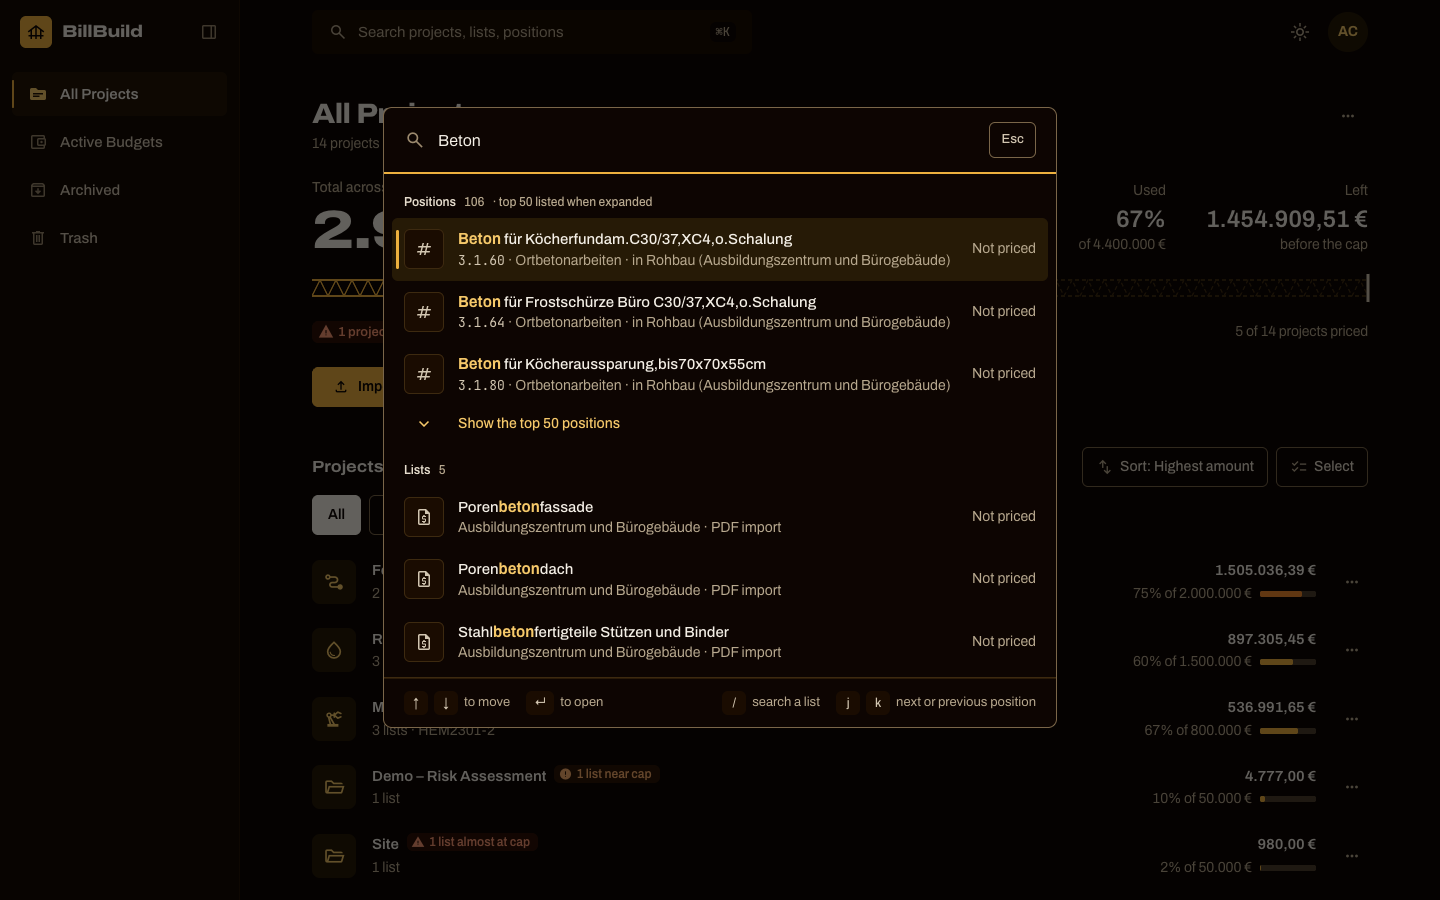 BillBuild
Search projects, lists, positions
⌘K
AC
All Projects
Active Budgets
Archived
Trash
14 projects
Used
67%
of 4.400.000 €
Left
1.454.909,51 €
before the cap
5 of 14 projects priced
Projects
Sort: Highest amount
Select
All
Beton
Esc
Positions 106 · top 50 listed when expanded
Beton für Köcherfundam.C30/37,XC4,o.Schalung
3.1.60 · Ortbetonarbeiten · in Rohbau (Ausbildungszentrum und Bürogebäude)
Not priced
Beton für Frostschürze Büro C30/37,XC4,o.Schalung
3.1.64 · Ortbetonarbeiten · in Rohbau (Ausbildungszentrum und Bürogebäude)
Not priced
Beton für Köcheraussparung,bis70x70x55cm
3.1.80 · Ortbetonarbeiten · in Rohbau (Ausbildungszentrum und Bürogebäude)
Not priced
Show the top 50 positions
Lists 5
Porenbetonfassade
Ausbildungszentrum und Bürogebäude · PDF import
Not priced
Porenbetondach
Ausbildungszentrum und Bürogebäude · PDF import
Not priced
Stahlbetonfertigteile Stützen und Binder
Ausbildungszentrum und Bürogebäude · PDF import
Not priced
↑ ↓ to move ↵ to open / search a list j k next or previous position
1.505.036,39 €
75% of 2.000.000 €
897.305,45 €
60% of 1.500.000 €
536.991,65 €
3 lists · HEM2301-2
67% of 800.000 €
Demo – Risk Assessment 1 list near cap
4.777,00 €
1 list
10% of 50.000 €
Site 1 list almost at cap
980,00 €
1 list
2% of 50.000 €